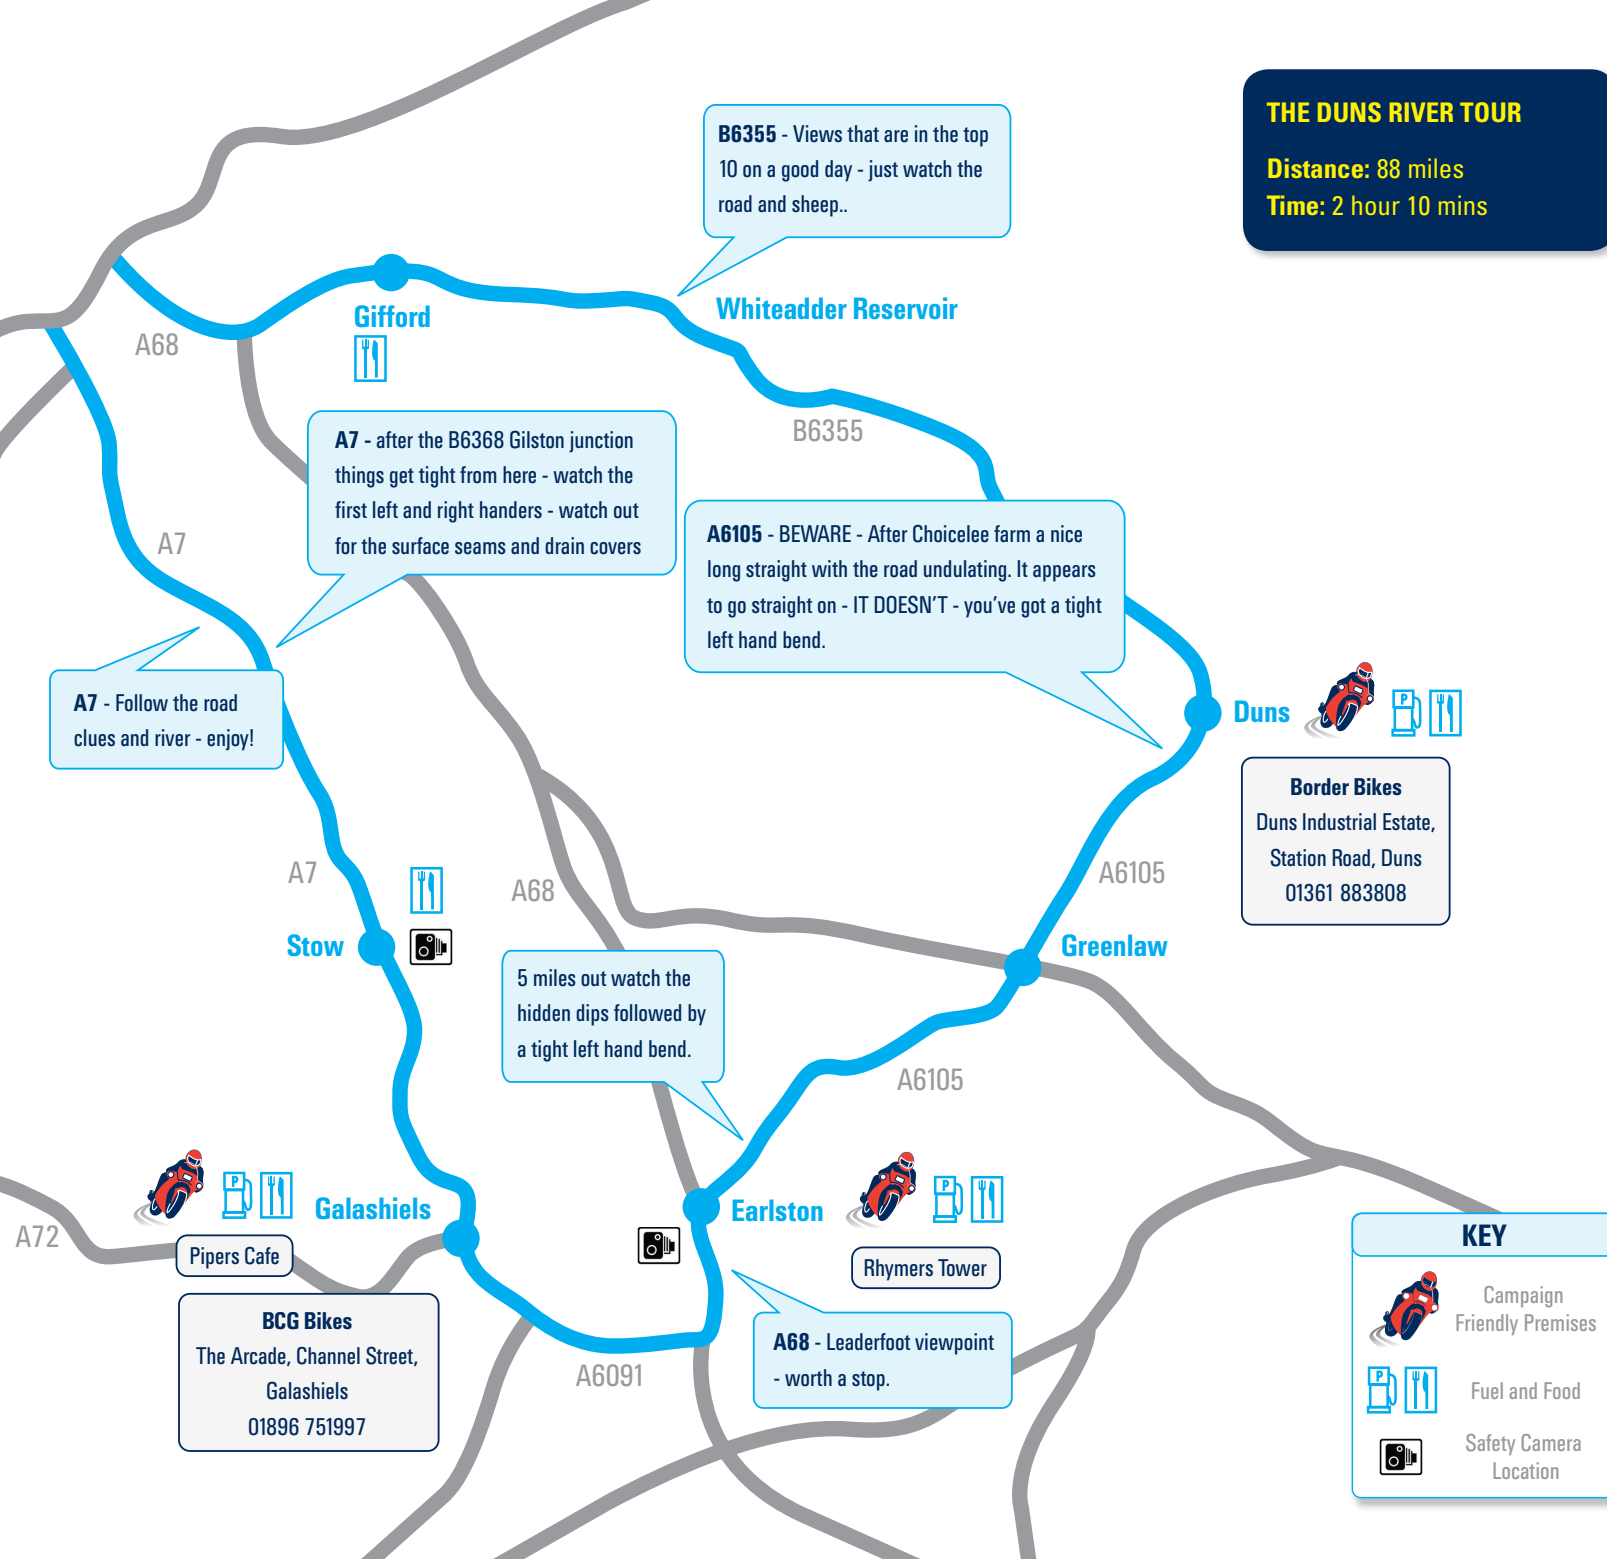 THE DUNS RIVER TOUR
Distance: 88 miles
Time: 2 hour 10 mins
B6355 - Views that are in the top
10 on a good day - just watch the
road and sheep..
Gifford
Whiteadder Reservoir
A68
B6355
A7 - after the B6368 Gilston junction
things get tight from here - watch the
first left and right handers - watch out
for the surface seams and drain covers
A7
A6105 - BEWARE - After Choicelee farm a nice
long straight with the road undulating. It appears
to go straight on - IT DOESN'T - you've got a tight
left hand bend.
A7 - Follow the road
clues and river - enjoy!
Duns
P
Border Bikes
Duns Industrial Estate,
Station Road, Duns
01361 883808
A7
A68
A6105
Stow
Greenlaw
5 miles out watch the
hidden dips followed by
a tight left hand bend.
A6105
P
Galashiels
A72
Pipers Cafe
BCG Bikes
The Arcade, Channel Street,
Galashiels
01896 751997
Earlston
P
Rhymers Tower
A68 - Leaderfoot viewpoint
- worth a stop.
A6091
KEY
Campaign
Friendly Premises
P
Fuel and Food
Safety Camera
Location